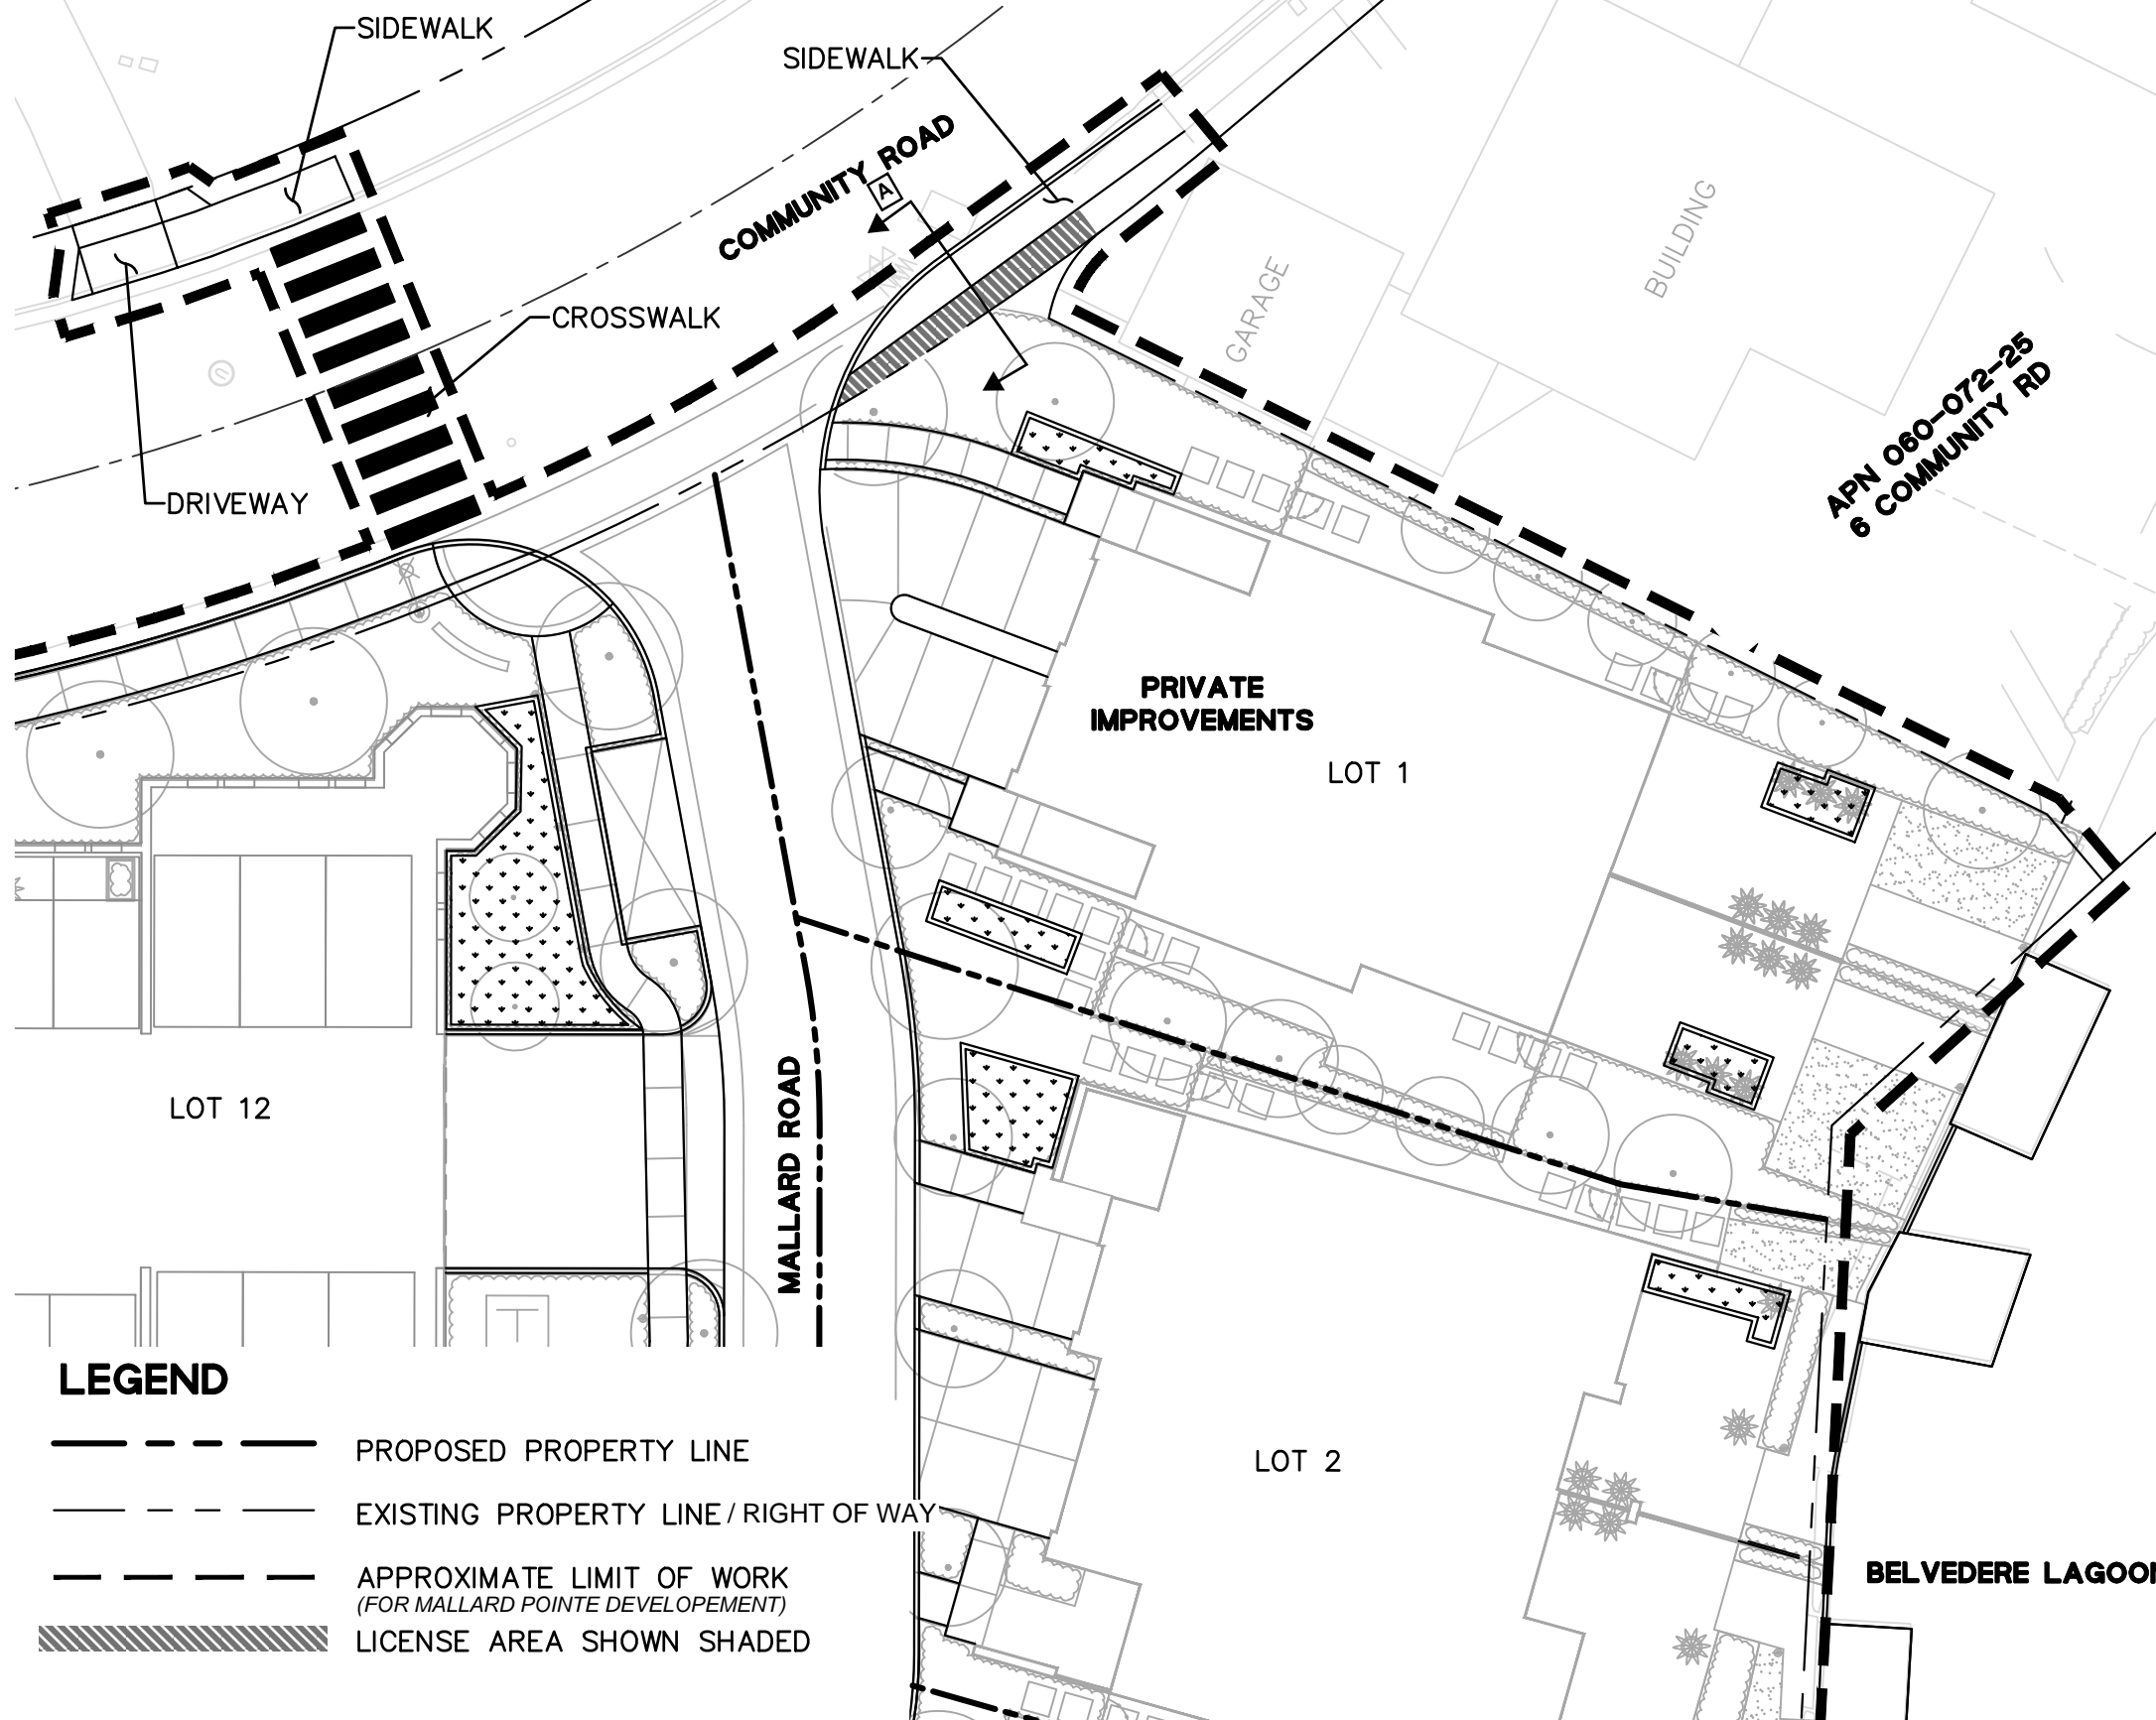 SIDEWALK
SIDEWALK
COMMUNITY ROAD
A
CROSSWALK
DRIVEWAY
GARAGE
BUILDING
APN 060-072-25
6 COMMUNITY RD
PRIVATE
IMPROVEMENTS
LOT 1
LOT 12
MALLARD ROAD
LOT 2
BELVEDERE LAGOON
LEGEND
PROPOSED PROPERTY LINE
EXISTING PROPERTY LINE / RIGHT OF WAY
APPROXIMATE LIMIT OF WORK
(FOR MALLARD POINTE DEVELOPEMENT)
LICENSE AREA SHOWN SHADED